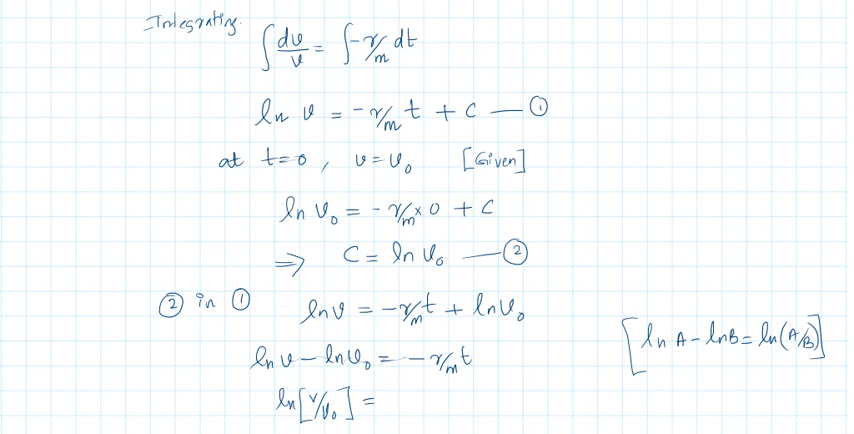 Integrating.
∫ dv/v = ∫ -r/m dt
ln v = -r/m t + C — ①
at t=0, v=v₀ [Given]
ln v₀ = -r/m × 0 + C
⇒ C = ln v₀ — ②
② in ① ln v = -r/m t + ln v₀
ln v - ln v₀ = -r/m t
[ln A - ln B = ln(A/B)]
ln[v/v₀] =